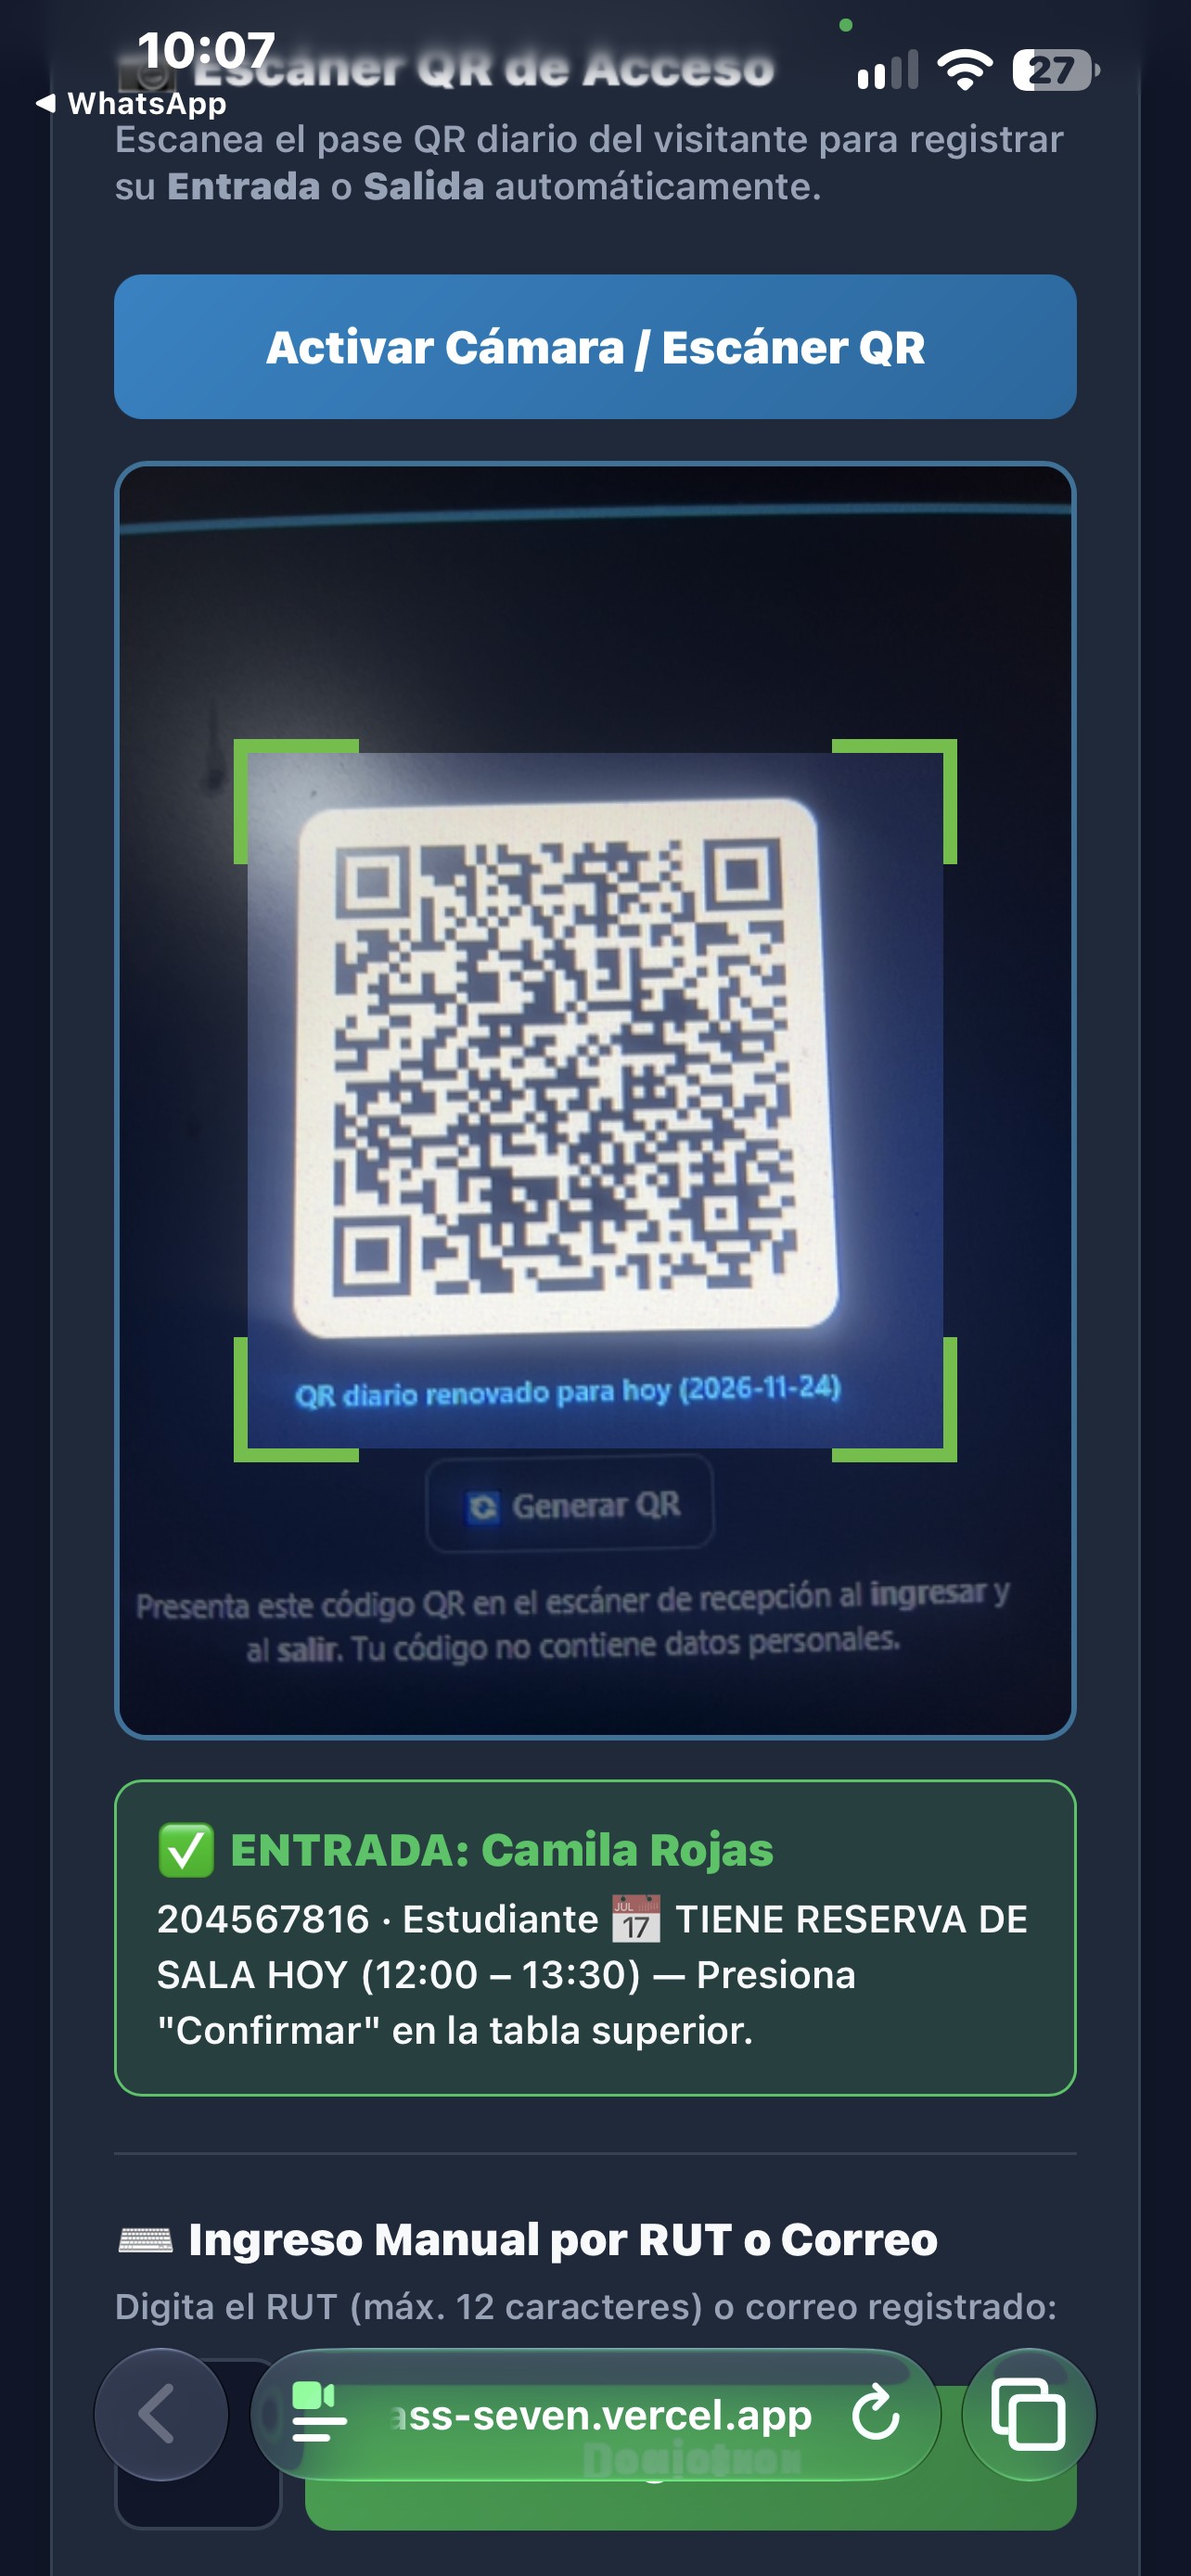 10:07
27
WhatsApp
Escáner QR de Acceso
Escanea el pase QR diario del visitante para registrar
su Entrada o Salida automáticamente.
Activar Cámara / Escáner QR
QR diario renovado para hoy (2026-11-24)
Generar QR
Presenta este código QR en el escáner de recepción al ingresar y
al salir. Tu código no contiene datos personales.
✅ ENTRADA: Camila Rojas
204567816 · Estudiante 📅 TIENE RESERVA DE
SALA HOY (12:00 – 13:30) — Presiona
"Confirmar" en la tabla superior.
⌨️ Ingreso Manual por RUT o Correo
Digita el RUT (máx. 12 caracteres) o correo registrado:
ass-seven.vercel.app